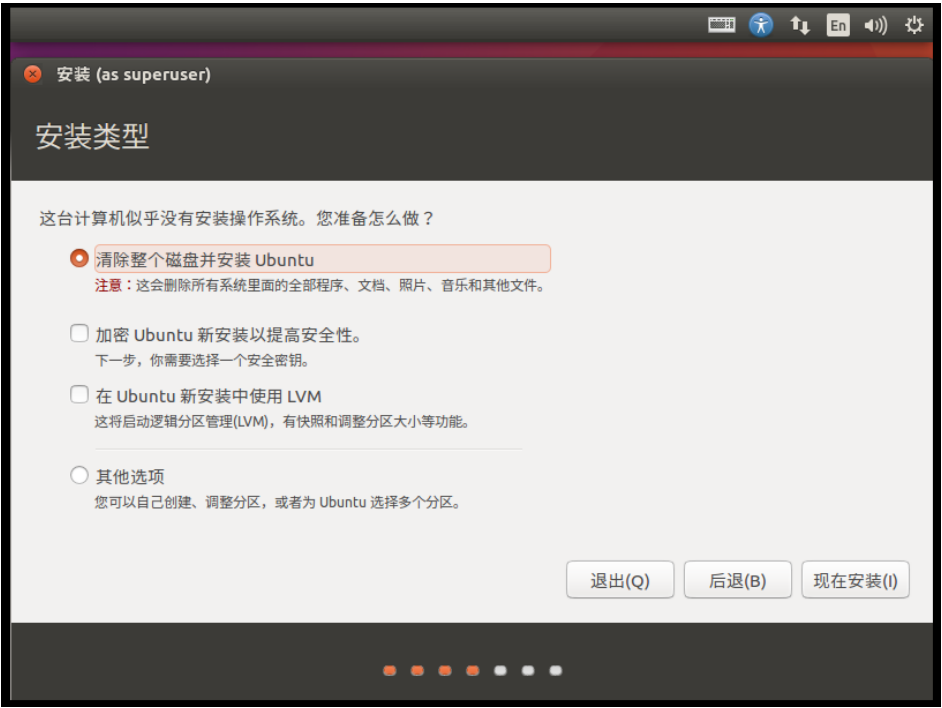 En
安装 (as superuser)
安装类型
这台计算机似乎没有安装操作系统。您准备怎么做？
清除整个磁盘并安装 Ubuntu
注意：这会删除所有系统里面的全部程序、文档、照片、音乐和其他文件。
加密 Ubuntu 新安装以提高安全性。
下一步，你需要选择一个安全密钥。
在 Ubuntu 新安装中使用 LVM
这将启动逻辑分区管理(LVM)，有快照和调整分区大小等功能。
其他选项
您可以自己创建、调整分区，或者为 Ubuntu 选择多个分区。
退出(Q) 后退(B) 现在安装(I)